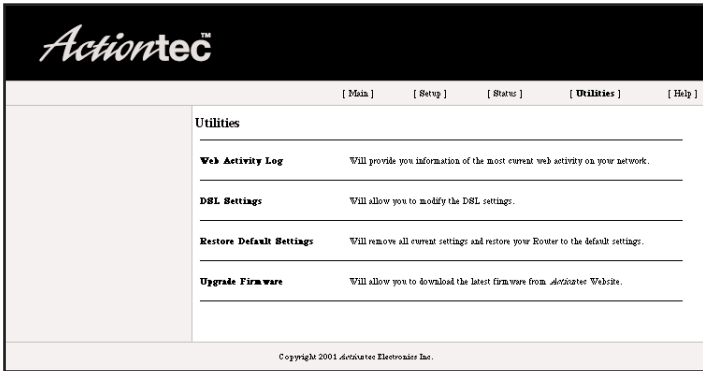 Actiontec™
[ Main ] [ Setup ] [ Status ] [ Utilities ] [ Help ]
Utilities
Web Activity Log Will provide you information of the most current web activity on your network.
DSL Settings Will allow you to modify the DSL settings.
Restore Default Settings Will remove all current settings and restore your Router to the default settings.
Upgrade Firmware Will allow you to download the latest firmware from Actiontec Website.
Copyright 2001 Actiontec Electronics Inc.